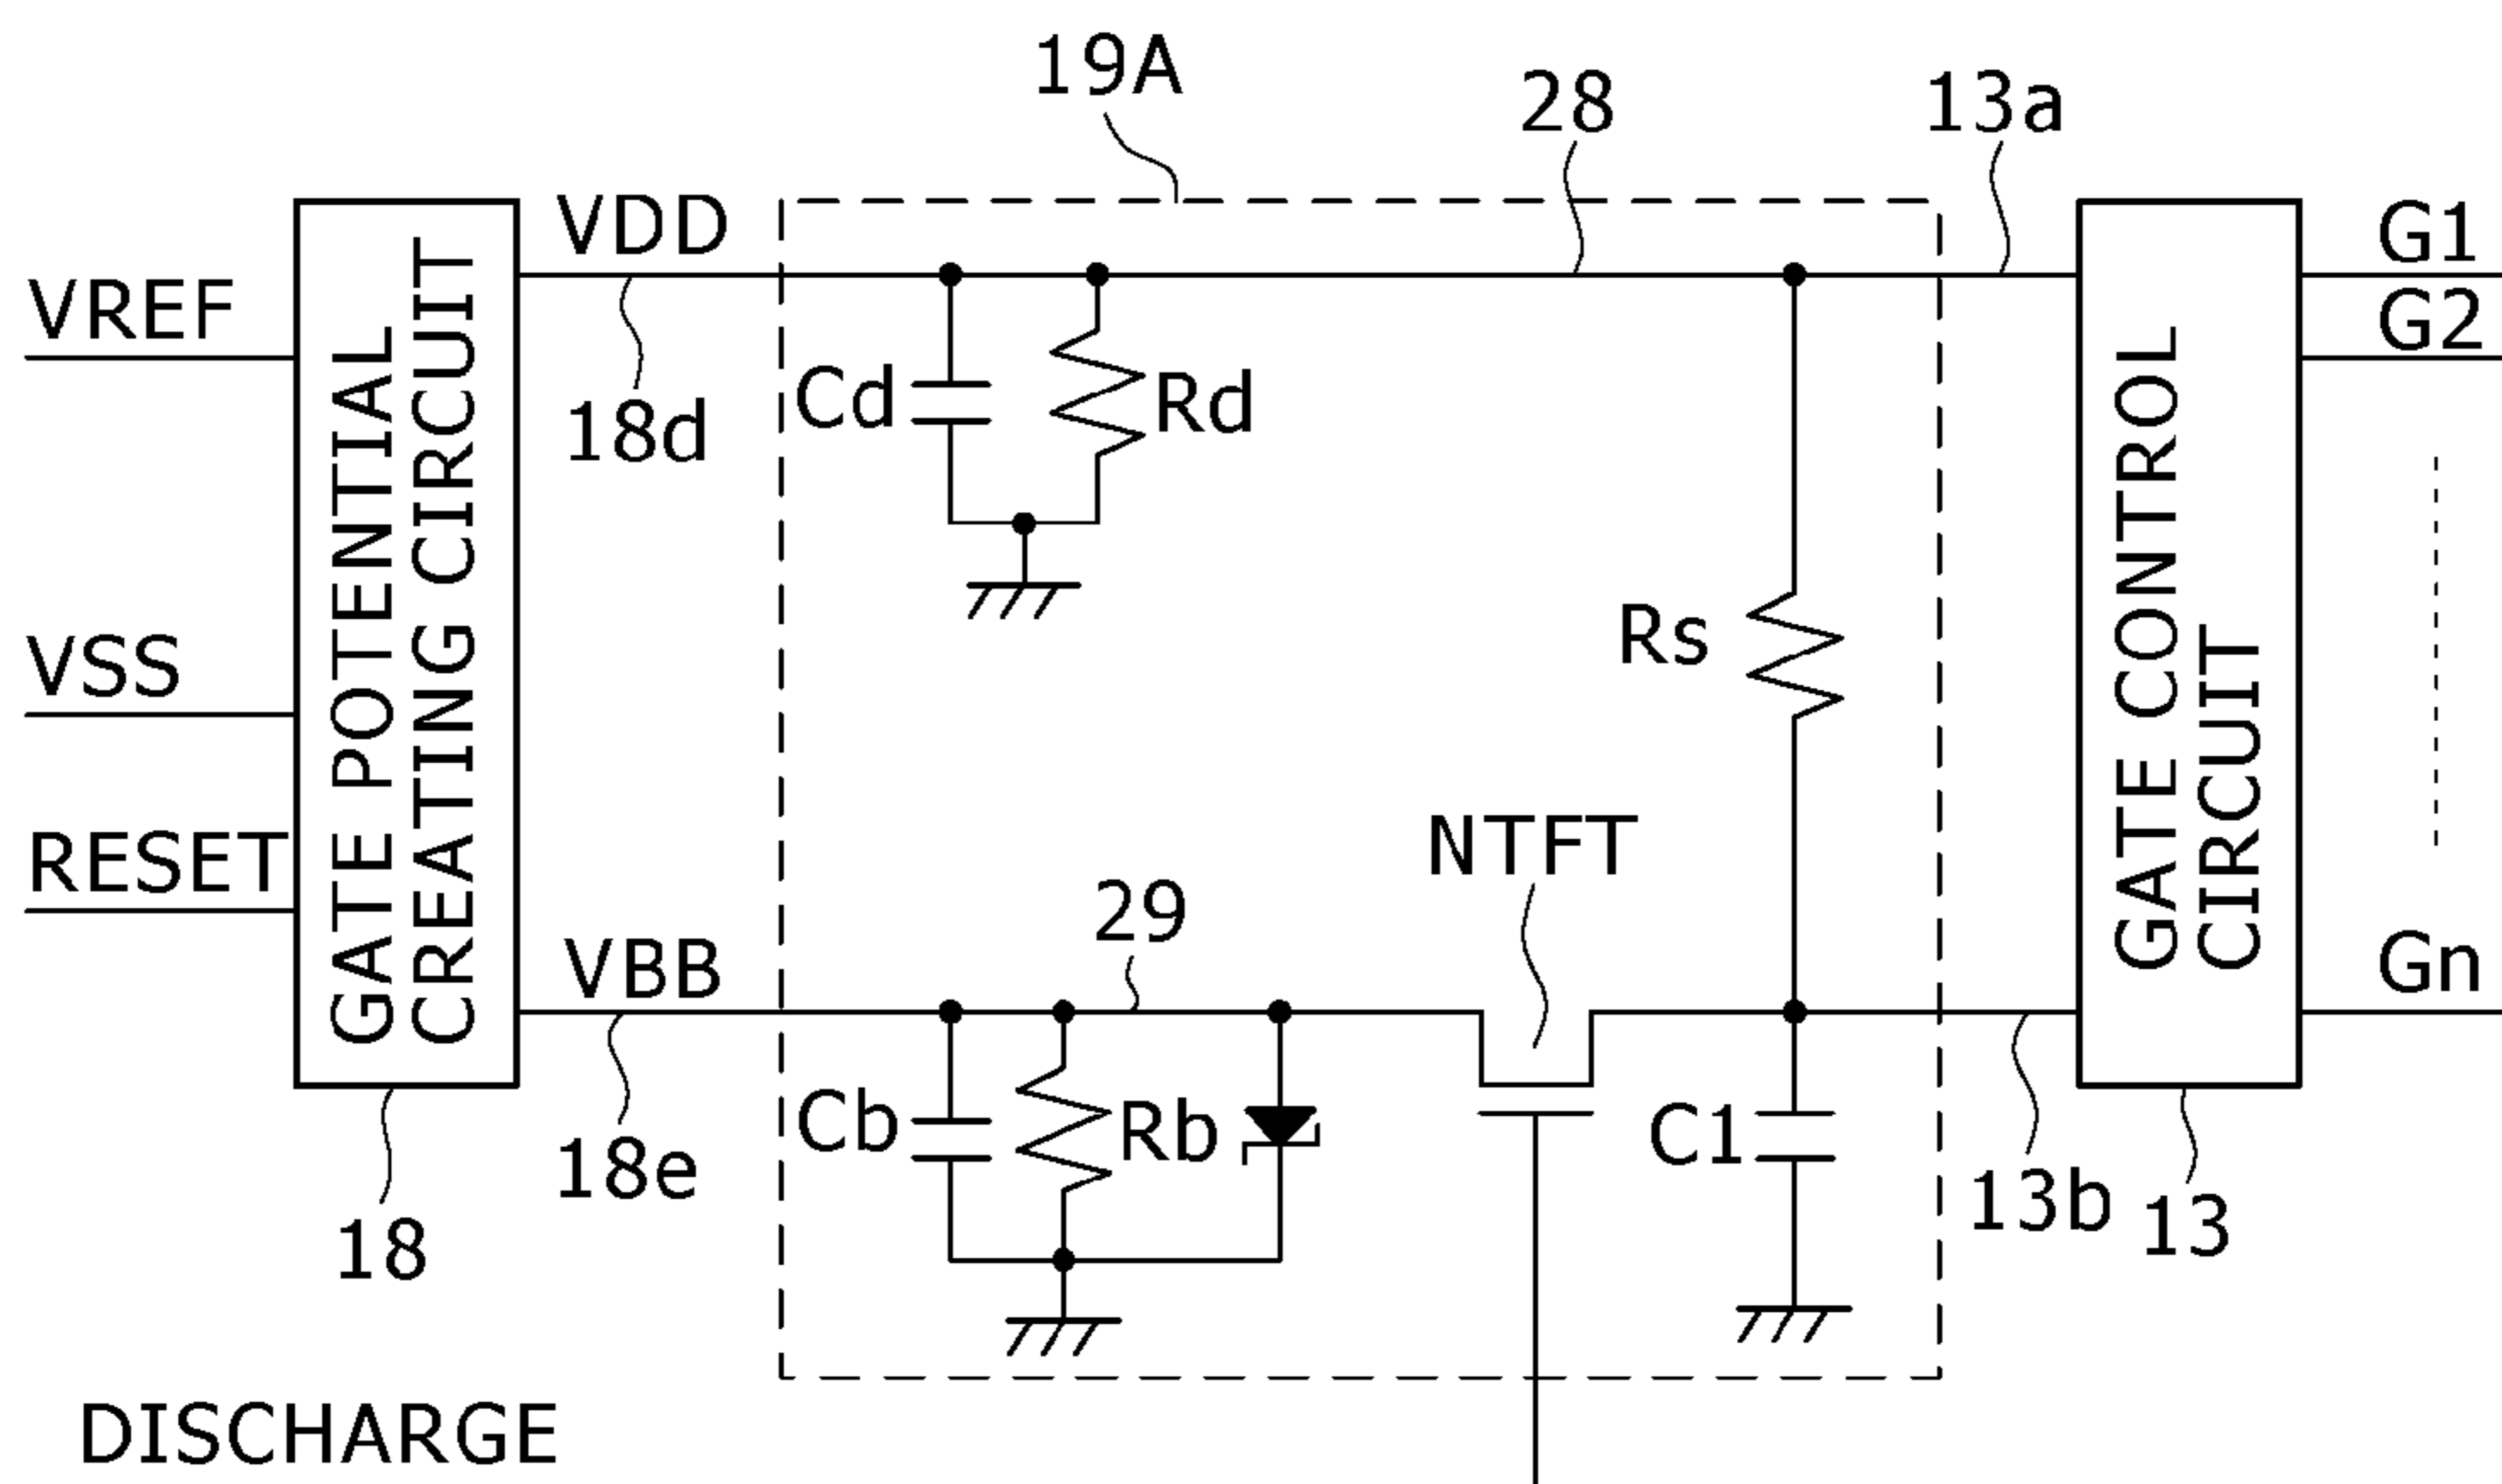 19A
28
13a
VDD
G1
VREF
G2
Cd
Rd
18d
GATE POTENTIAL
CREATING CIRCUIT
GATE CONTROL
CIRCUIT
Rs
VSS
RESET
NTFT
29
VBB
Gn
Cb
Rb
C1
18e
13b
13
18
DISCHARGE